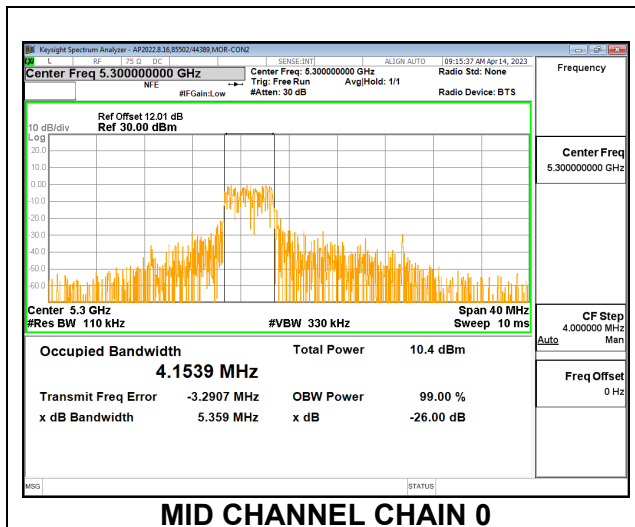 Keysight Spectrum Analyzer - AP2022.8.16,85502/44389,MOR-CON2
L RF 75 Ω DC SENSE:INT ALIGN AUTO 09:15:37 AM Apr 14, 2023
Center Freq 5.300000000 GHz
Center Freq: 5.300000000 GHz
Radio Std: None
NFE
Trig: Free Run Avg|Hold: 1/1
#IFGain:Low
#Atten: 30 dB
Radio Device: BTS
Ref Offset 12.01 dB
10 dB/div Ref 30.00 dBm
Log
20.0
10.0
0.00
-10.0
-20.0
-30.0
-40.0
-50.0
-60.0
Center 5.3 GHz Span 40 MHz
#Res BW 110 kHz #VBW 330 kHz Sweep 10 ms
Occupied Bandwidth Total Power 10.4 dBm
4.1539 MHz
Transmit Freq Error -3.2907 MHz OBW Power 99.00 %
x dB Bandwidth 5.359 MHz x dB -26.00 dB
MSG STATUS
Frequency
Center Freq
5.300000000 GHz
CF Step
4.000000 MHz
Auto Man
Freq Offset
0 Hz
MID CHANNEL CHAIN 0